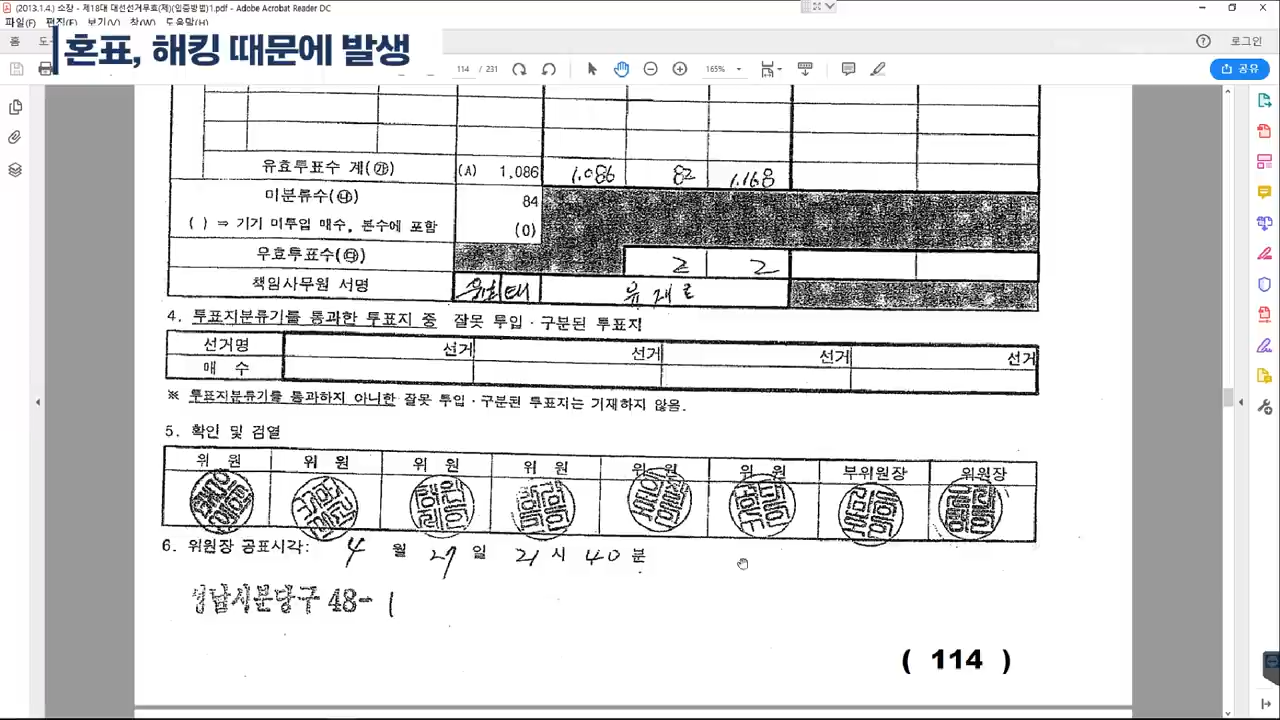 (2013.1.4.) 소장 - 제18대 대선선거무효(제)(입증방법)1.pdf - Adobe Acrobat Reader DC
파일(F) 편집(E) 보기(V) 창(W) 도움말(H)
혼표, 해킹 때문에 발생
홈 로그인
114 / 231 165% 공유
유효투표수 계(㉮) (A) 1,086 1,086 82 1,168
미분류수(㉯) 84
( ) ⇒ 기기 미투입 매수, 본수에 포함 (0)
무효투표수(㉰) 2 2
책임사무원 서명
4. 투표지분류기를 통과한 투표지 중 잘못 투입·구분된 투표지
선거명 선거 선거 선거 선거
매 수
※ 투표지분류기를 통과하지 아니한 잘못 투입·구분된 투표지는 기재하지 않음.
5. 확인 및 검열
위 원 위 원 위 원 위 원 위 원 위 원 부위원장 위원장
6. 위원장 공표시각: 4 월 27 일 21 시 40 분
성남시분당구 48-1
( 114 )